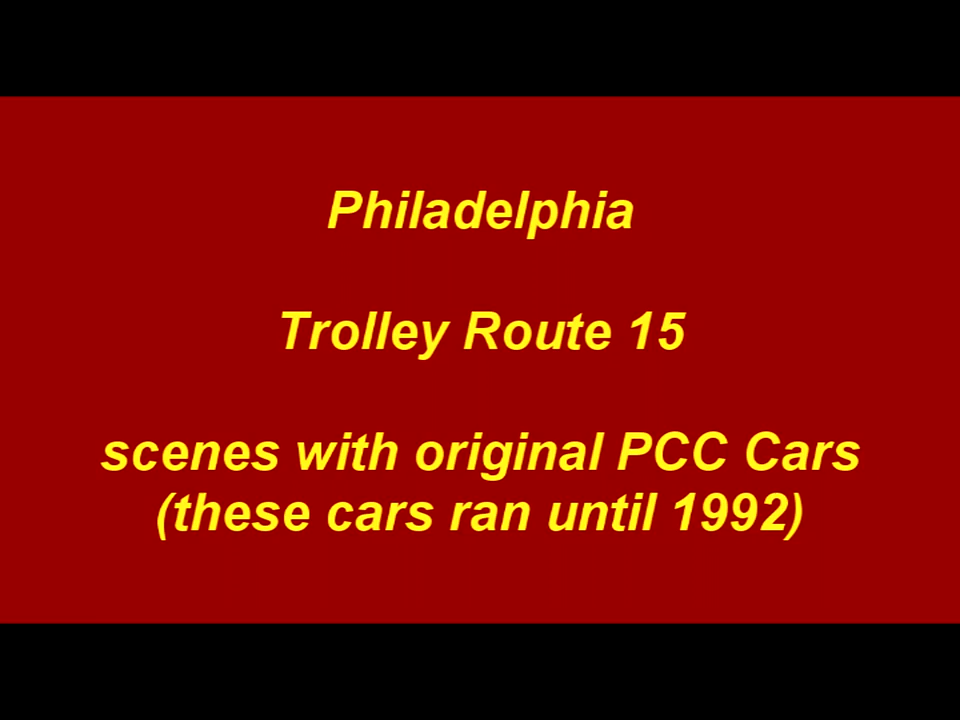 Philadelphia
Trolley Route 15
scenes with original PCC Cars
(these cars ran until 1992)